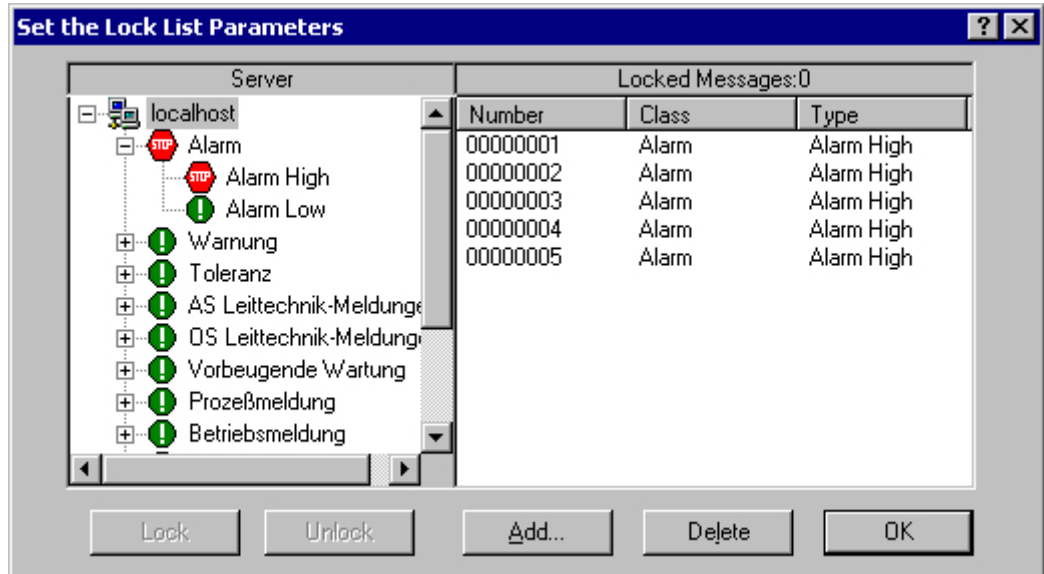 Set the Lock List Parameters
Server
Locked Messages:0
localhost
STOP Alarm
STOP Alarm High
Alarm Low
Warnung
Toleranz
AS Leittechnik-Meldunge
OS Leittechnik-Meldung
Vorbeugende Wartung
Prozeßmeldung
Betriebsmeldung
Number Class Type
00000001 Alarm Alarm High
00000002 Alarm Alarm High
00000003 Alarm Alarm High
00000004 Alarm Alarm High
00000005 Alarm Alarm High
Lock Unlock Add... Delete OK